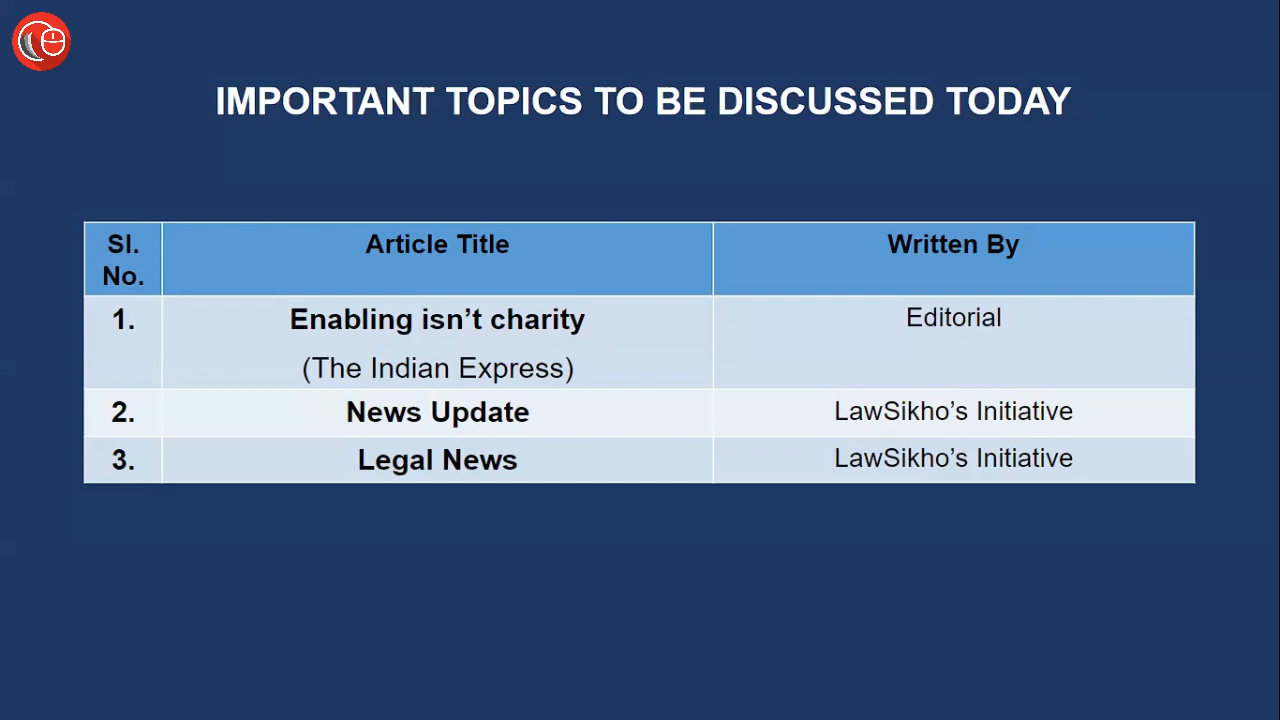 IMPORTANT TOPICS TO BE DISCUSSED TODAY
Sl. No.
Article Title
Written By
1.
Enabling isn’t charity
(The Indian Express)
Editorial
2.
News Update
LawSikho’s Initiative
3.
Legal News
LawSikho’s Initiative